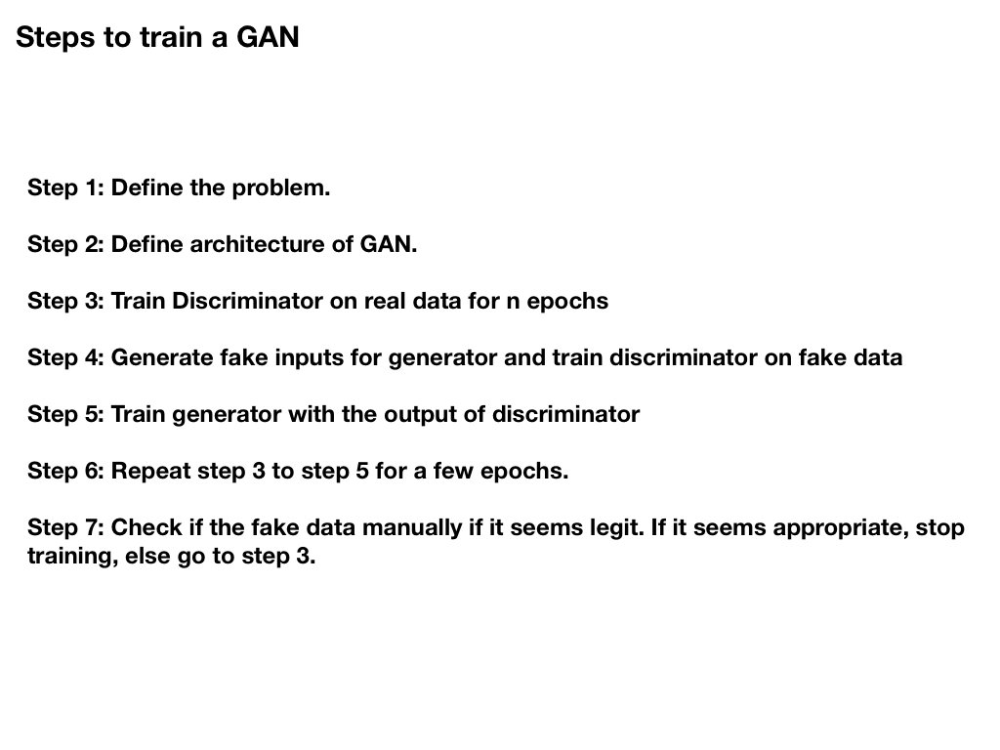 Steps to train a GAN
Step 1: Define the problem.
Step 2: Define architecture of GAN.
Step 3: Train Discriminator on real data for n epochs
Step 4: Generate fake inputs for generator and train discriminator on fake data
Step 5: Train generator with the output of discriminator
Step 6: Repeat step 3 to step 5 for a few epochs.
Step 7: Check if the fake data manually if it seems legit. If it seems appropriate, stop
training, else go to step 3.